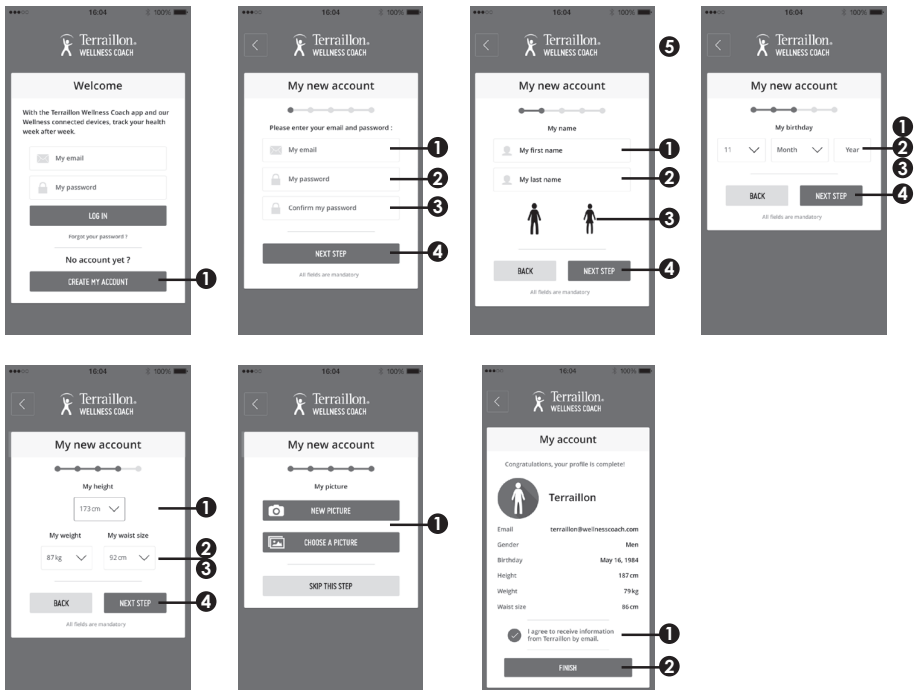 16:04
100%
Terraillon.
WELLNESS COACH
Welcome
With the Terraillon Wellness Coach app and our
Wellness connected devices, track your health
week after week.
My email
My password
LOG IN
Forgot your password ?
No account yet ?
CREATE MY ACCOUNT
1
16:04
100%
Terraillon.
WELLNESS COACH
My new account
Please enter your email and password :
My email
1
My password
2
Confirm my password
3
NEXT STEP
4
All fields are mandatory
16:04
100%
Terraillon.
WELLNESS COACH
5
My new account
My name
My first name
1
My last name
2
3
BACK
NEXT STEP
4
All fields are mandatory
16:04
100%
Terraillon.
WELLNESS COACH
My new account
My birthday
1
11
Month
Year
2
3
BACK
NEXT STEP
4
All fields are mandatory
16:04
100%
Terraillon.
WELLNESS COACH
My new account
My height
173 cm
1
My weight
My waist size
2
87 kg
92 cm
3
BACK
NEXT STEP
4
All fields are mandatory
16:04
100%
Terraillon.
WELLNESS COACH
My new account
My picture
NEW PICTURE
1
CHOOSE A PICTURE
SKIP THIS STEP
16:04
100%
Terraillon.
WELLNESS COACH
My account
Congratulations, your profile is complete!
Terraillon
Email terraillon@wellnesscoach.com
Gender Men
Birthday May 16, 1984
Height 187 cm
Weight 79 kg
Waist size 86 cm
I agree to receive information
from Terraillon by email.
1
FINISH
2